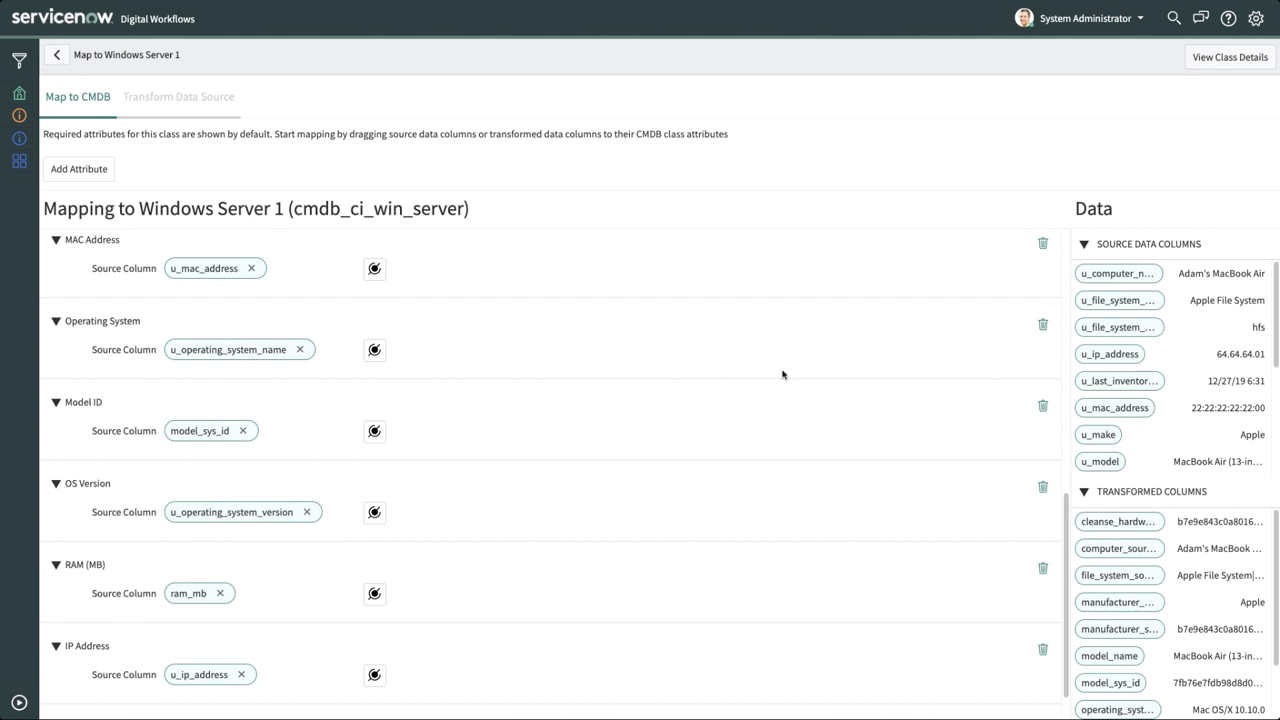 servicenow Digital Workflows
System Administrator
Map to Windows Server 1
View Class Details
Map to CMDB
Transform Data Source
Required attributes for this class are shown by default. Start mapping by dragging source data columns or transformed data columns to their CMDB class attributes
Add Attribute
Mapping to Windows Server 1 (cmdb_ci_win_server)
MAC Address
Source Column u_mac_address
Operating System
Source Column u_operating_system_name
Model ID
Source Column model_sys_id
OS Version
Source Column u_operating_system_version
RAM (MB)
Source Column ram_mb
IP Address
Source Column u_ip_address
Data
SOURCE DATA COLUMNS
u_computer_n... Adam's MacBook Air
u_file_system_... Apple File System
u_file_system_... hfs
u_ip_address 64.64.64.01
u_last_inventor... 12/27/19 6:31
u_mac_address 22:22:22:22:22:00
u_make Apple
u_model MacBook Air (13-in...
TRANSFORMED COLUMNS
cleanse_hardw... b7e9e843c0a8016...
computer_sour... Adam's MacBook ...
file_system_so... Apple File System|...
manufacturer_... Apple
manufacturer_s... b7e9e843c0a8016...
model_name MacBook Air (13-in...
model_sys_id 7fb76e7fdb98d8d0...
operating_syst... Mac OS/X 10.10.0